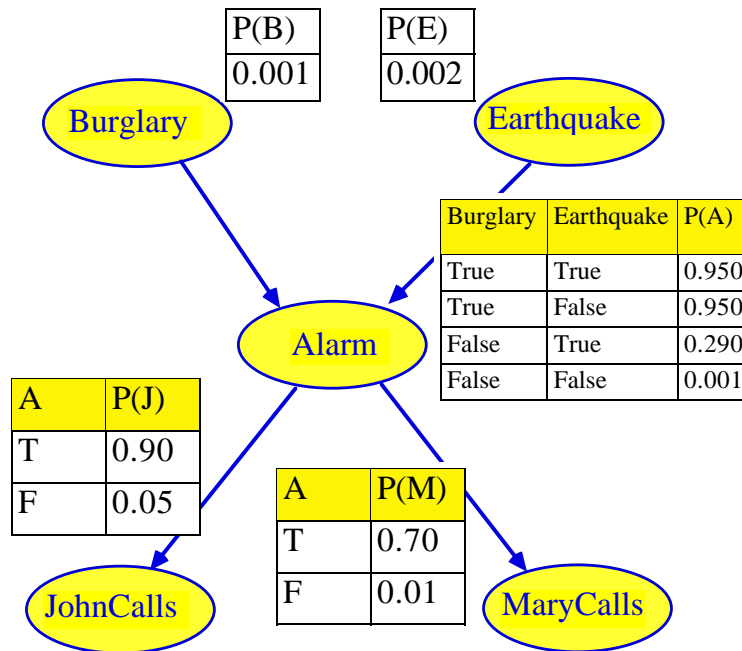 P(B)
0.001
P(E)
0.002
Burglary
Earthquake
Burglary Earthquake P(A)
True True 0.950
True False 0.950
False True 0.290
False False 0.001
Alarm
A P(J)
T 0.90
F 0.05
A P(M)
T 0.70
F 0.01
JohnCalls
MaryCalls